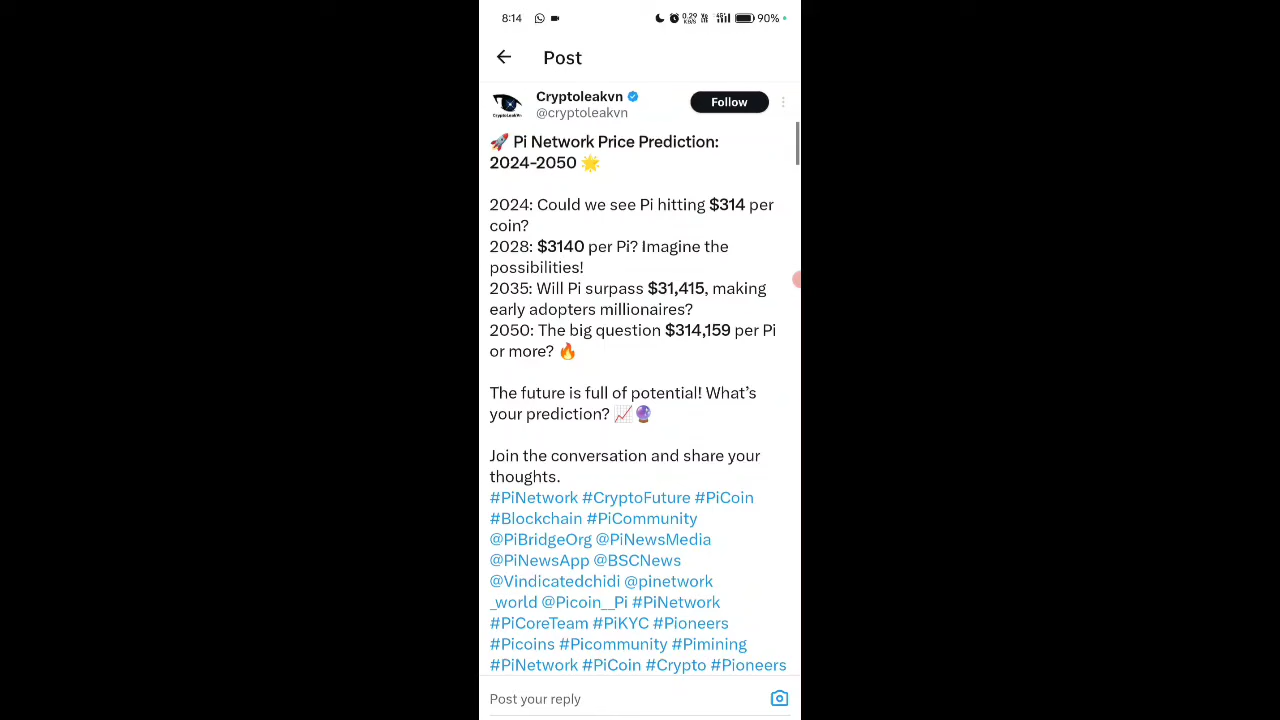 8:14 0.29 KB/S 4G+ 90%
Post
Cryptoleakvn
Follow
@cryptoleakvn
🚀 Pi Network Price Prediction:
2024-2050 🌟
2024: Could we see Pi hitting $314 per
coin?
2028: $3140 per Pi? Imagine the
possibilities!
2035: Will Pi surpass $31,415, making
early adopters millionaires?
2050: The big question $314,159 per Pi
or more? 🔥
The future is full of potential! What’s
your prediction? 📈🔮
Join the conversation and share your
thoughts.
#PiNetwork #CryptoFuture #PiCoin
#Blockchain #PiCommunity
@PiBridgeOrg @PiNewsMedia
@PiNewsApp @BSCNews
@Vindicatedchidi @pinetwork
_world @Picoin__Pi #PiNetwork
#PiCoreTeam #PiKYC #Pioneers
#Picoins #Picommunity #Pimining
#PiNetwork #PiCoin #Crypto #Pioneers
Post your reply